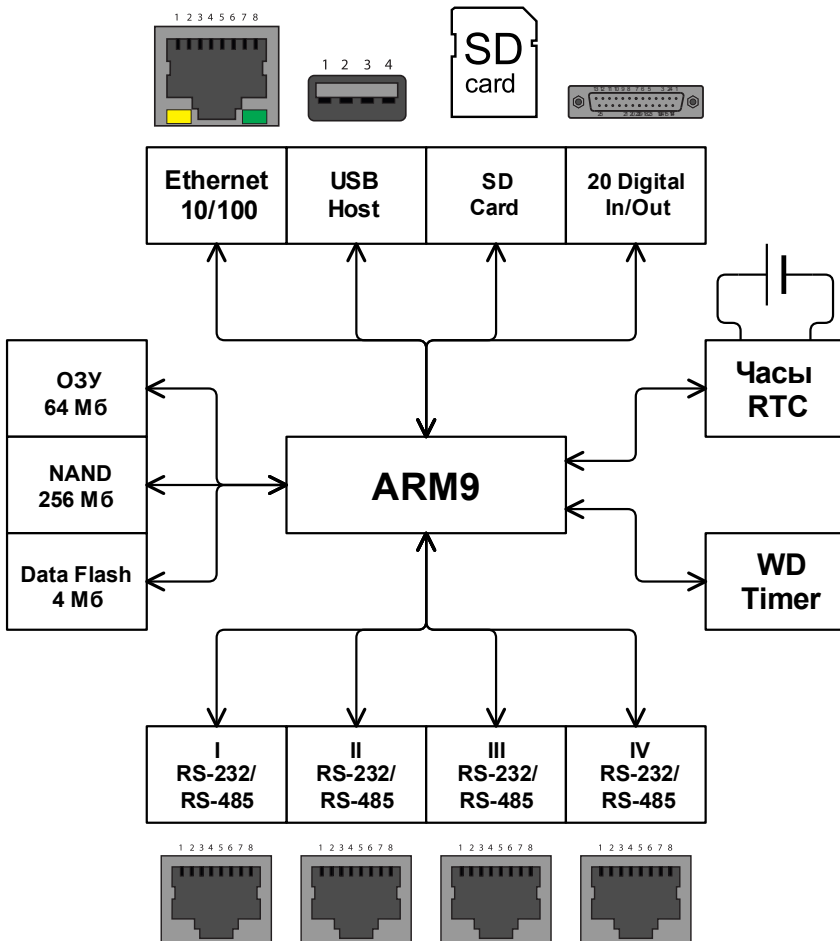 1 2 3 4 5 6 7 8
1 2 3 4
SD
card
Ethernet
10/100
USB
Host
SD
Card
20 Digital
In/Out
ОЗУ
64 Мб
NAND
256 Мб
Data Flash
4 Мб
ARM9
Часы
RTC
WD
Timer
I
RS-232/
RS-485
II
RS-232/
RS-485
III
RS-232/
RS-485
IV
RS-232/
RS-485
1 2 3 4 5 6 7 8
1 2 3 4 5 6 7 8
1 2 3 4 5 6 7 8
1 2 3 4 5 6 7 8